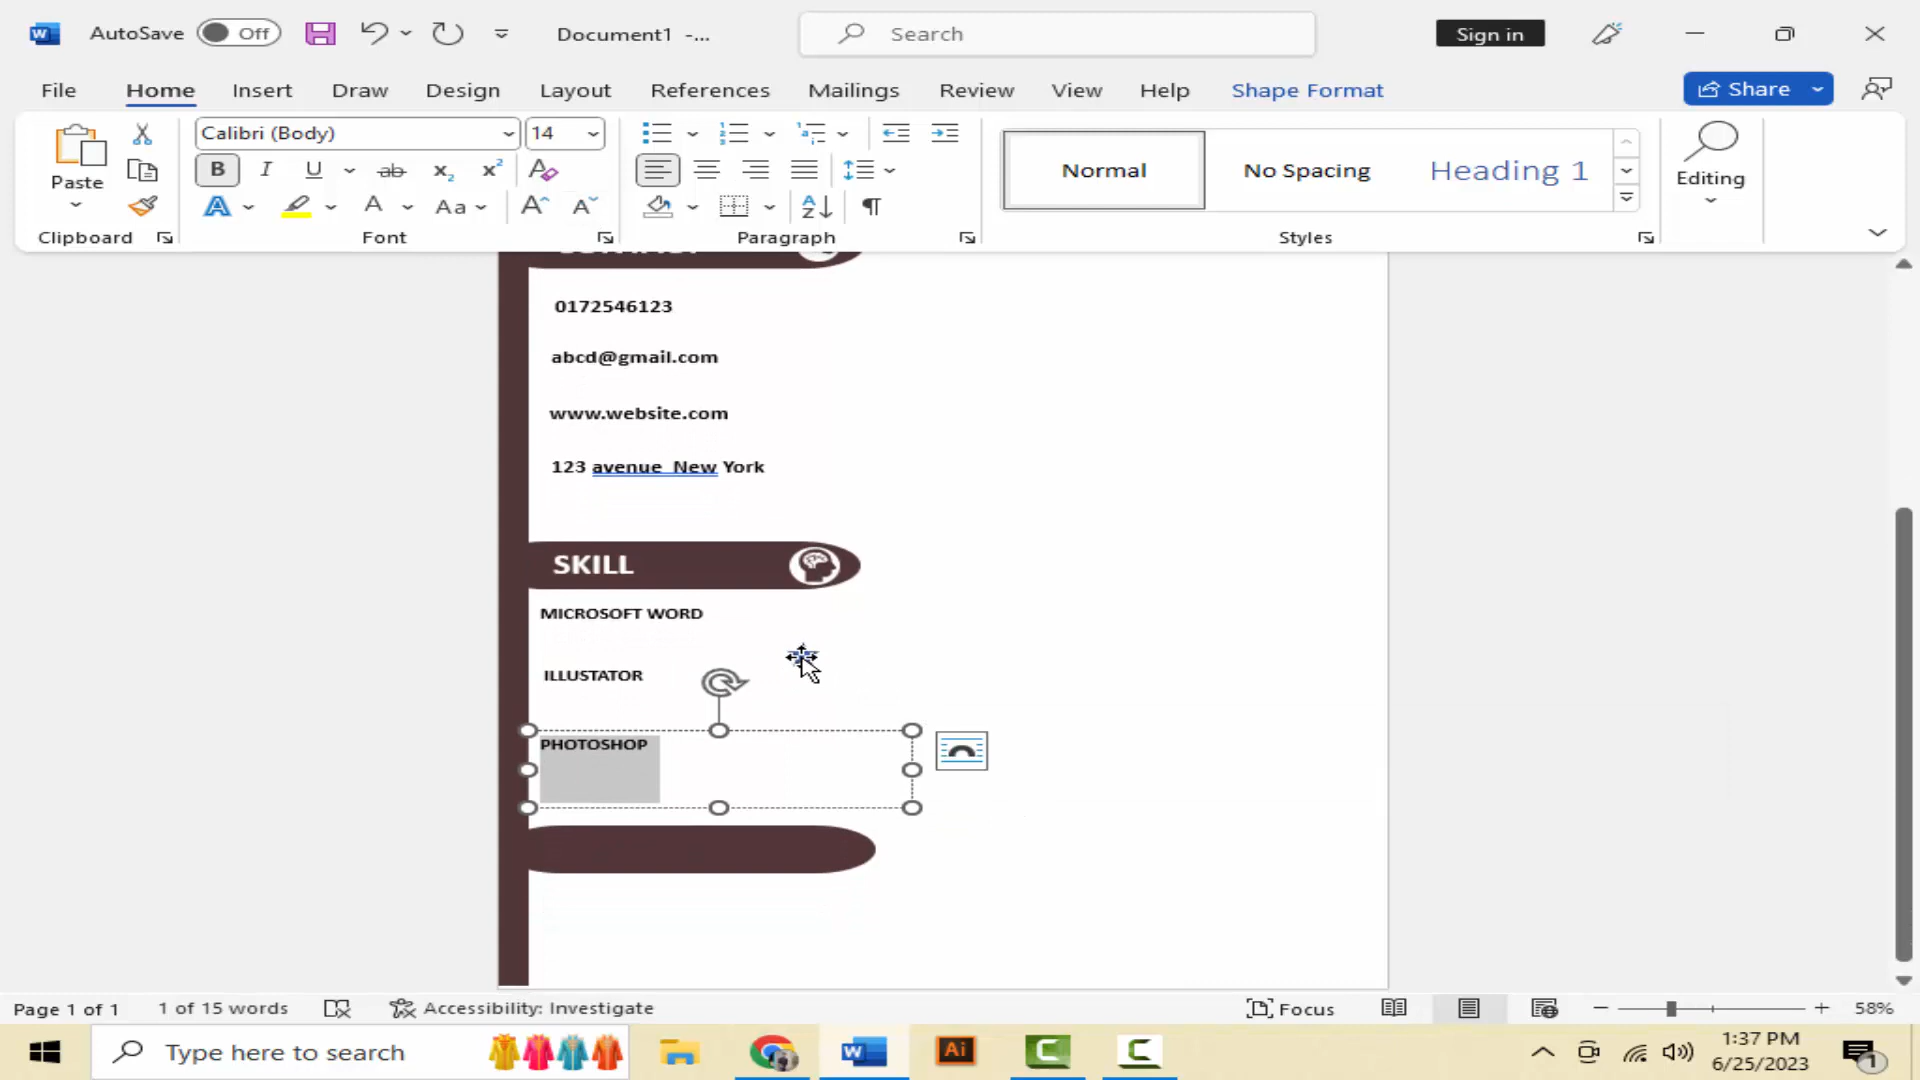 AutoSave Off Document1 -... Search Sign in
File Home Insert Draw Design Layout References Mailings Review View Help Shape Format Share
Paste Calibri (Body) 14 Normal No Spacing Heading 1 Editing
Clipboard Font Paragraph Styles
0172546123
abcd@gmail.com
www.website.com
123 avenue New York
SKILL
MICROSOFT WORD
ILLUSTATOR
PHOTOSHOP
Page 1 of 1 1 of 15 words Accessibility: Investigate Focus 58%
Type here to search 1:37 PM
6/25/2023